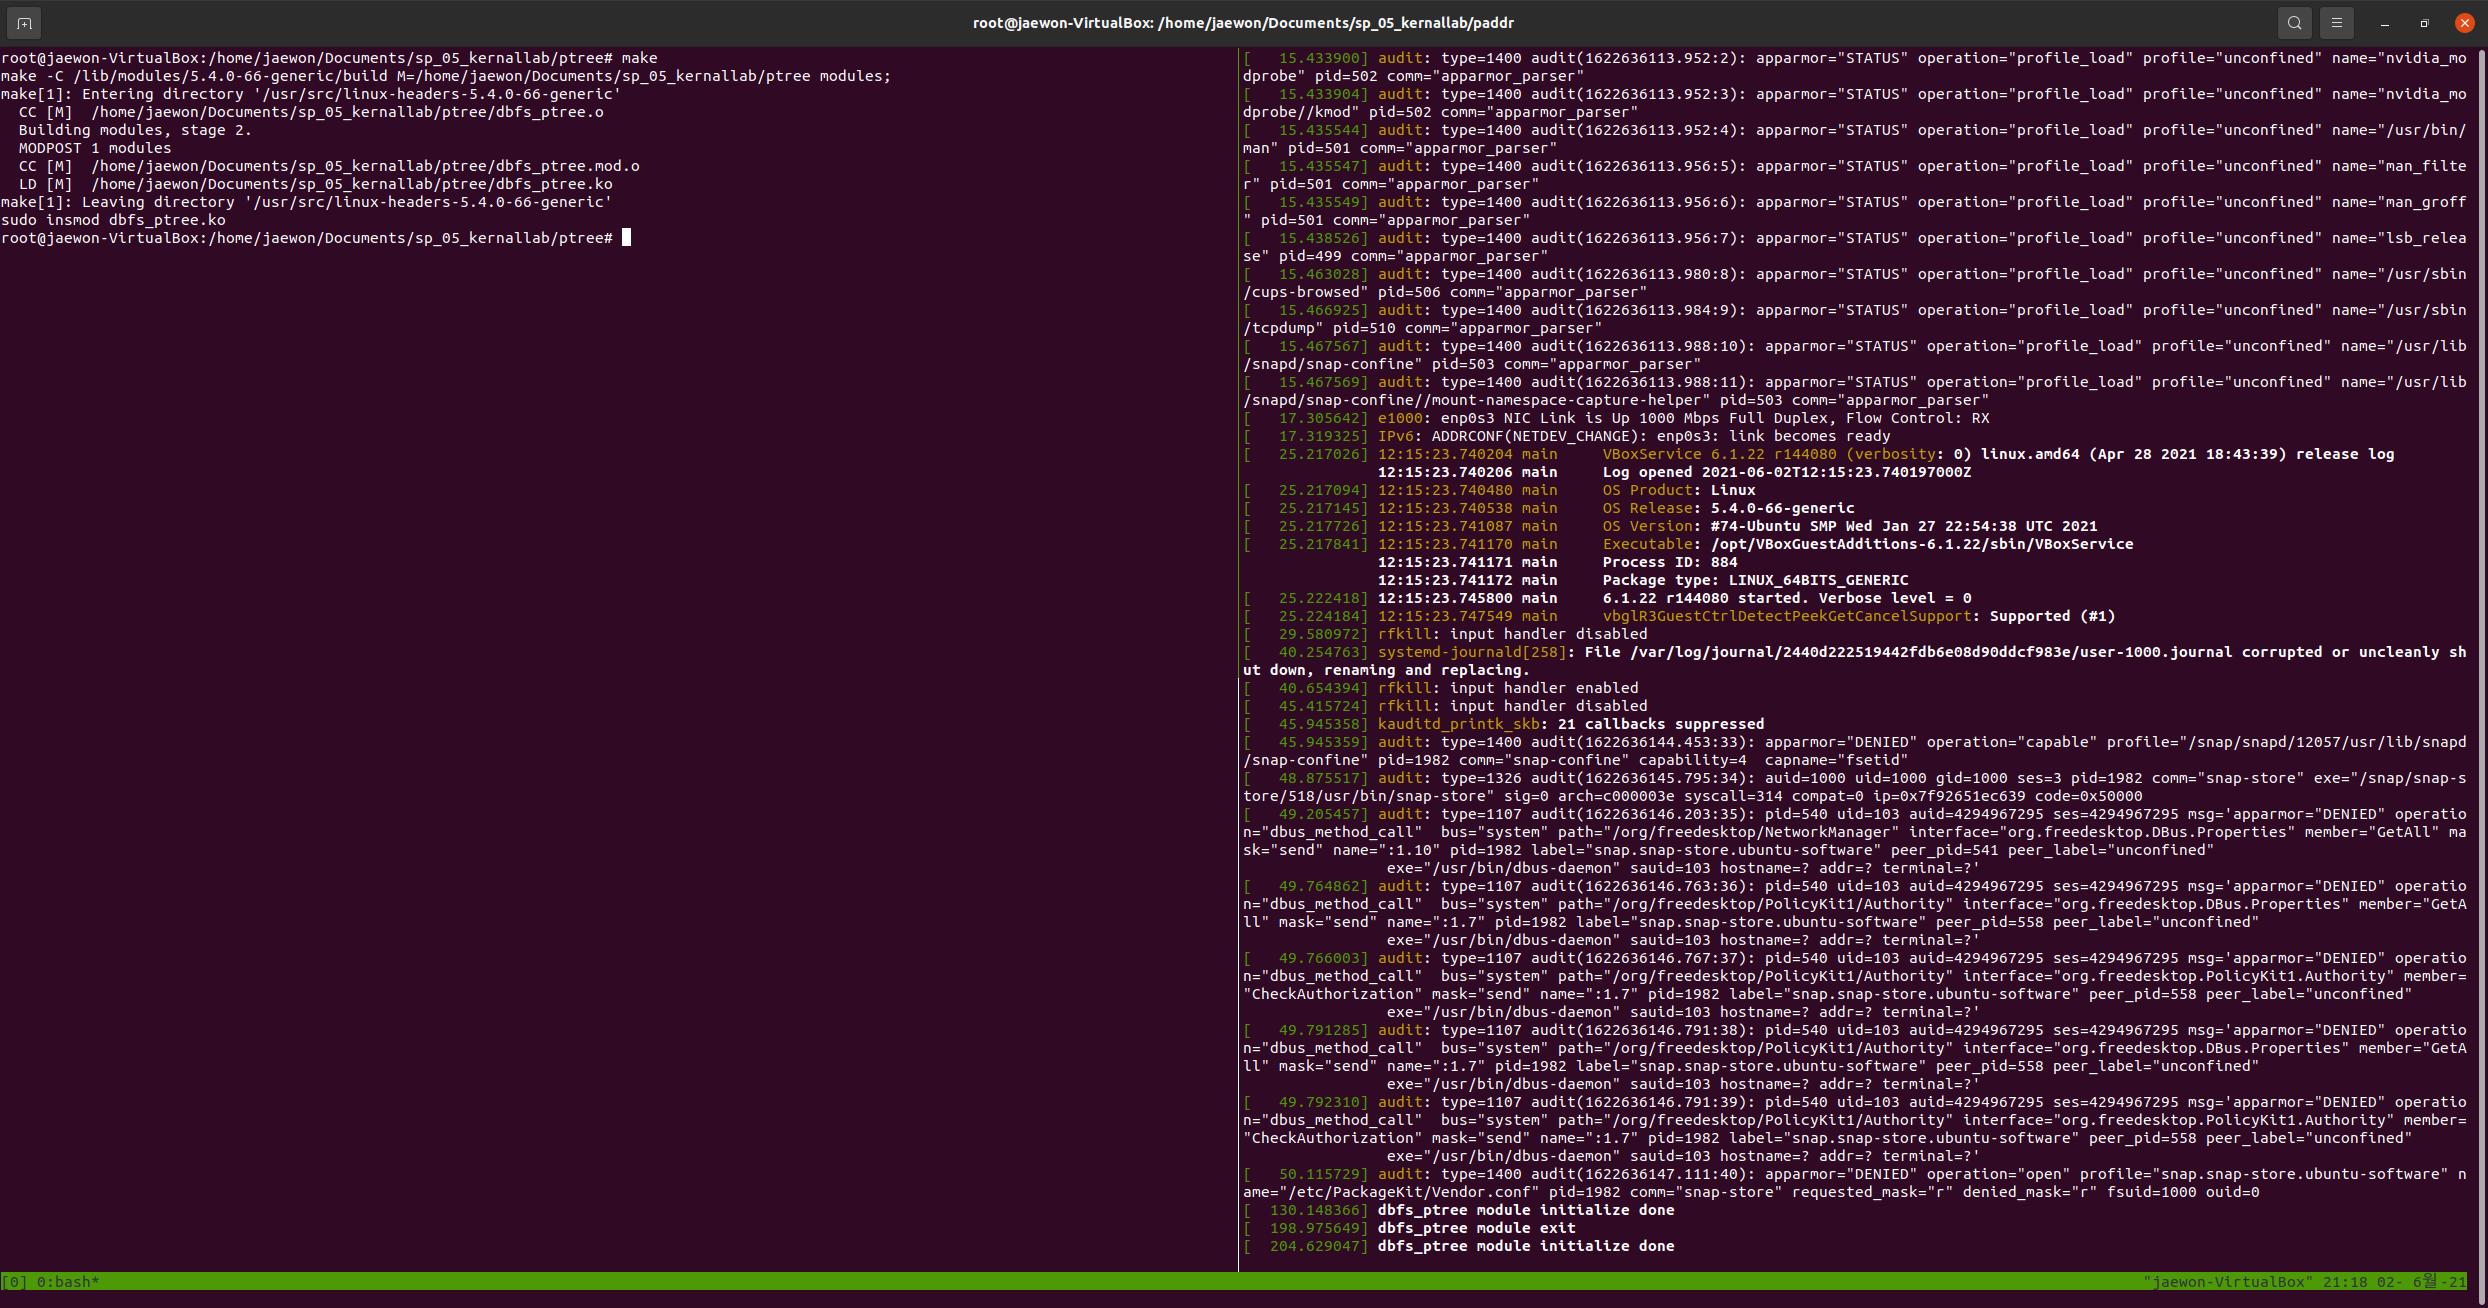 root@jaewon-VirtualBox: /home/jaewon/Documents/sp_05_kernallab/paddr
root@jaewon-VirtualBox:/home/jaewon/Documents/sp_05_kernallab/ptree# make
make -C /lib/modules/5.4.0-66-generic/build M=/home/jaewon/Documents/sp_05_kernallab/ptree modules;
make[1]: Entering directory '/usr/src/linux-headers-5.4.0-66-generic'
  CC [M]  /home/jaewon/Documents/sp_05_kernallab/ptree/dbfs_ptree.o
  Building modules, stage 2.
  MODPOST 1 modules
  CC [M]  /home/jaewon/Documents/sp_05_kernallab/ptree/dbfs_ptree.mod.o
  LD [M]  /home/jaewon/Documents/sp_05_kernallab/ptree/dbfs_ptree.ko
make[1]: Leaving directory '/usr/src/linux-headers-5.4.0-66-generic'
sudo insmod dbfs_ptree.ko
root@jaewon-VirtualBox:/home/jaewon/Documents/sp_05_kernallab/ptree#
[   15.433900] audit: type=1400 audit(1622636113.952:2): apparmor="STATUS" operation="profile_load" profile="unconfined" name="nvidia_mo
dprobe" pid=502 comm="apparmor_parser"
[   15.433904] audit: type=1400 audit(1622636113.952:3): apparmor="STATUS" operation="profile_load" profile="unconfined" name="nvidia_mo
dprobe//kmod" pid=502 comm="apparmor_parser"
[   15.435544] audit: type=1400 audit(1622636113.952:4): apparmor="STATUS" operation="profile_load" profile="unconfined" name="/usr/bin/
man" pid=501 comm="apparmor_parser"
[   15.435547] audit: type=1400 audit(1622636113.956:5): apparmor="STATUS" operation="profile_load" profile="unconfined" name="man_filte
r" pid=501 comm="apparmor_parser"
[   15.435549] audit: type=1400 audit(1622636113.956:6): apparmor="STATUS" operation="profile_load" profile="unconfined" name="man_groff
" pid=501 comm="apparmor_parser"
[   15.438526] audit: type=1400 audit(1622636113.956:7): apparmor="STATUS" operation="profile_load" profile="unconfined" name="lsb_relea
se" pid=499 comm="apparmor_parser"
[   15.463028] audit: type=1400 audit(1622636113.980:8): apparmor="STATUS" operation="profile_load" profile="unconfined" name="/usr/sbin
/cups-browsed" pid=506 comm="apparmor_parser"
[   15.466925] audit: type=1400 audit(1622636113.984:9): apparmor="STATUS" operation="profile_load" profile="unconfined" name="/usr/sbin
/tcpdump" pid=510 comm="apparmor_parser"
[   15.467567] audit: type=1400 audit(1622636113.988:10): apparmor="STATUS" operation="profile_load" profile="unconfined" name="/usr/lib
/snapd/snap-confine" pid=503 comm="apparmor_parser"
[   15.467569] audit: type=1400 audit(1622636113.988:11): apparmor="STATUS" operation="profile_load" profile="unconfined" name="/usr/lib
/snapd/snap-confine//mount-namespace-capture-helper" pid=503 comm="apparmor_parser"
[   17.305642] e1000: enp0s3 NIC Link is Up 1000 Mbps Full Duplex, Flow Control: RX
[   17.319325] IPv6: ADDRCONF(NETDEV_CHANGE): enp0s3: link becomes ready
[   25.217026] 12:15:23.740204 main     VBoxService 6.1.22 r144080 (verbosity: 0) linux.amd64 (Apr 28 2021 18:43:39) release log
               12:15:23.740206 main     Log opened 2021-06-02T12:15:23.740197000Z
[   25.217094] 12:15:23.740480 main     OS Product: Linux
[   25.217145] 12:15:23.740538 main     OS Release: 5.4.0-66-generic
[   25.217726] 12:15:23.741087 main     OS Version: #74-Ubuntu SMP Wed Jan 27 22:54:38 UTC 2021
[   25.217841] 12:15:23.741170 main     Executable: /opt/VBoxGuestAdditions-6.1.22/sbin/VBoxService
               12:15:23.741171 main     Process ID: 884
               12:15:23.741172 main     Package type: LINUX_64BITS_GENERIC
[   25.222418] 12:15:23.745800 main     6.1.22 r144080 started. Verbose level = 0
[   25.224184] 12:15:23.747549 main     vbglR3GuestCtrlDetectPeekGetCancelSupport: Supported (#1)
[   29.580972] rfkill: input handler disabled
[   40.254763] systemd-journald[258]: File /var/log/journal/2440d222519442fdb6e08d90ddcf983e/user-1000.journal corrupted or uncleanly sh
ut down, renaming and replacing.
[   40.654394] rfkill: input handler enabled
[   45.415724] rfkill: input handler disabled
[   45.945358] kauditd_printk_skb: 21 callbacks suppressed
[   45.945359] audit: type=1400 audit(1622636144.453:33): apparmor="DENIED" operation="capable" profile="/snap/snapd/12057/usr/lib/snapd
/snap-confine" pid=1982 comm="snap-confine" capability=4  capname="fsetid"
[   48.875517] audit: type=1326 audit(1622636145.795:34): auid=1000 uid=1000 gid=1000 ses=3 pid=1982 comm="snap-store" exe="/snap/snap-s
tore/518/usr/bin/snap-store" sig=0 arch=c000003e syscall=314 compat=0 ip=0x7f92651ec639 code=0x50000
[   49.205457] audit: type=1107 audit(1622636146.203:35): pid=540 uid=103 auid=4294967295 ses=4294967295 msg='apparmor="DENIED" operatio
n="dbus_method_call"  bus="system" path="/org/freedesktop/NetworkManager" interface="org.freedesktop.DBus.Properties" member="GetAll" ma
sk="send" name=":1.10" pid=1982 label="snap.snap-store.ubuntu-software" peer_pid=541 peer_label="unconfined"
                exe="/usr/bin/dbus-daemon" sauid=103 hostname=? addr=? terminal=?'
[   49.764862] audit: type=1107 audit(1622636146.763:36): pid=540 uid=103 auid=4294967295 ses=4294967295 msg='apparmor="DENIED" operatio
n="dbus_method_call"  bus="system" path="/org/freedesktop/PolicyKit1/Authority" interface="org.freedesktop.DBus.Properties" member="GetA
ll" mask="send" name=":1.7" pid=1982 label="snap.snap-store.ubuntu-software" peer_pid=558 peer_label="unconfined"
                exe="/usr/bin/dbus-daemon" sauid=103 hostname=? addr=? terminal=?'
[   49.766003] audit: type=1107 audit(1622636146.767:37): pid=540 uid=103 auid=4294967295 ses=4294967295 msg='apparmor="DENIED" operatio
n="dbus_method_call"  bus="system" path="/org/freedesktop/PolicyKit1/Authority" interface="org.freedesktop.PolicyKit1.Authority" member=
"CheckAuthorization" mask="send" name=":1.7" pid=1982 label="snap.snap-store.ubuntu-software" peer_pid=558 peer_label="unconfined"
                exe="/usr/bin/dbus-daemon" sauid=103 hostname=? addr=? terminal=?'
[   49.791285] audit: type=1107 audit(1622636146.791:38): pid=540 uid=103 auid=4294967295 ses=4294967295 msg='apparmor="DENIED" operatio
n="dbus_method_call"  bus="system" path="/org/freedesktop/PolicyKit1/Authority" interface="org.freedesktop.DBus.Properties" member="GetA
ll" mask="send" name=":1.7" pid=1982 label="snap.snap-store.ubuntu-software" peer_pid=558 peer_label="unconfined"
                exe="/usr/bin/dbus-daemon" sauid=103 hostname=? addr=? terminal=?'
[   49.792310] audit: type=1107 audit(1622636146.791:39): pid=540 uid=103 auid=4294967295 ses=4294967295 msg='apparmor="DENIED" operatio
n="dbus_method_call"  bus="system" path="/org/freedesktop/PolicyKit1/Authority" interface="org.freedesktop.PolicyKit1.Authority" member=
"CheckAuthorization" mask="send" name=":1.7" pid=1982 label="snap.snap-store.ubuntu-software" peer_pid=558 peer_label="unconfined"
                exe="/usr/bin/dbus-daemon" sauid=103 hostname=? addr=? terminal=?'
[   50.115729] audit: type=1400 audit(1622636147.111:40): apparmor="DENIED" operation="open" profile="snap.snap-store.ubuntu-software" n
ame="/etc/PackageKit/Vendor.conf" pid=1982 comm="snap-store" requested_mask="r" denied_mask="r" fsuid=1000 ouid=0
[  130.148366] dbfs_ptree module initialize done
[  198.975649] dbfs_ptree module exit
[  204.629047] dbfs_ptree module initialize done
[0] 0:bash*
"jaewon-VirtualBox" 21:18 02- 6월-21